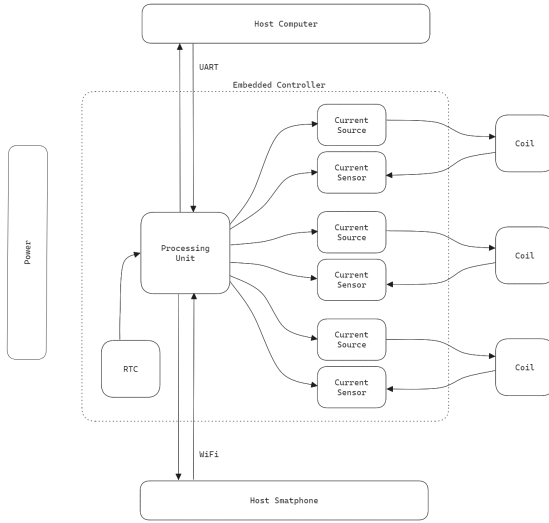 Host Computer
UART
Embedded Controller
Current
Source
Coil
Current
Sensor
Power
Processing
Unit
Current
Source
Coil
Current
Sensor
Current
Source
Coil
RTC
Current
Sensor
WiFi
Host Smatphone